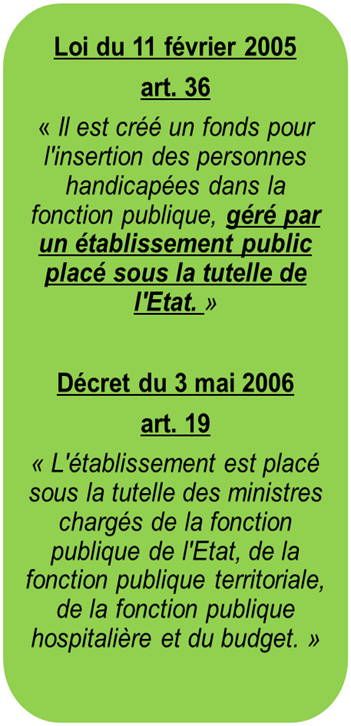 Loi du 11 février 2005
art. 36
« Il est créé un fonds pour
l'insertion des personnes
handicapées dans la
fonction publique, géré par
un établissement public
placé sous la tutelle de
l'Etat. »
Décret du 3 mai 2006
art. 19
« L'établissement est placé
sous la tutelle des ministres
chargés de la fonction
publique de l'Etat, de la
fonction publique territoriale,
de la fonction publique
hospitalière et du budget. »